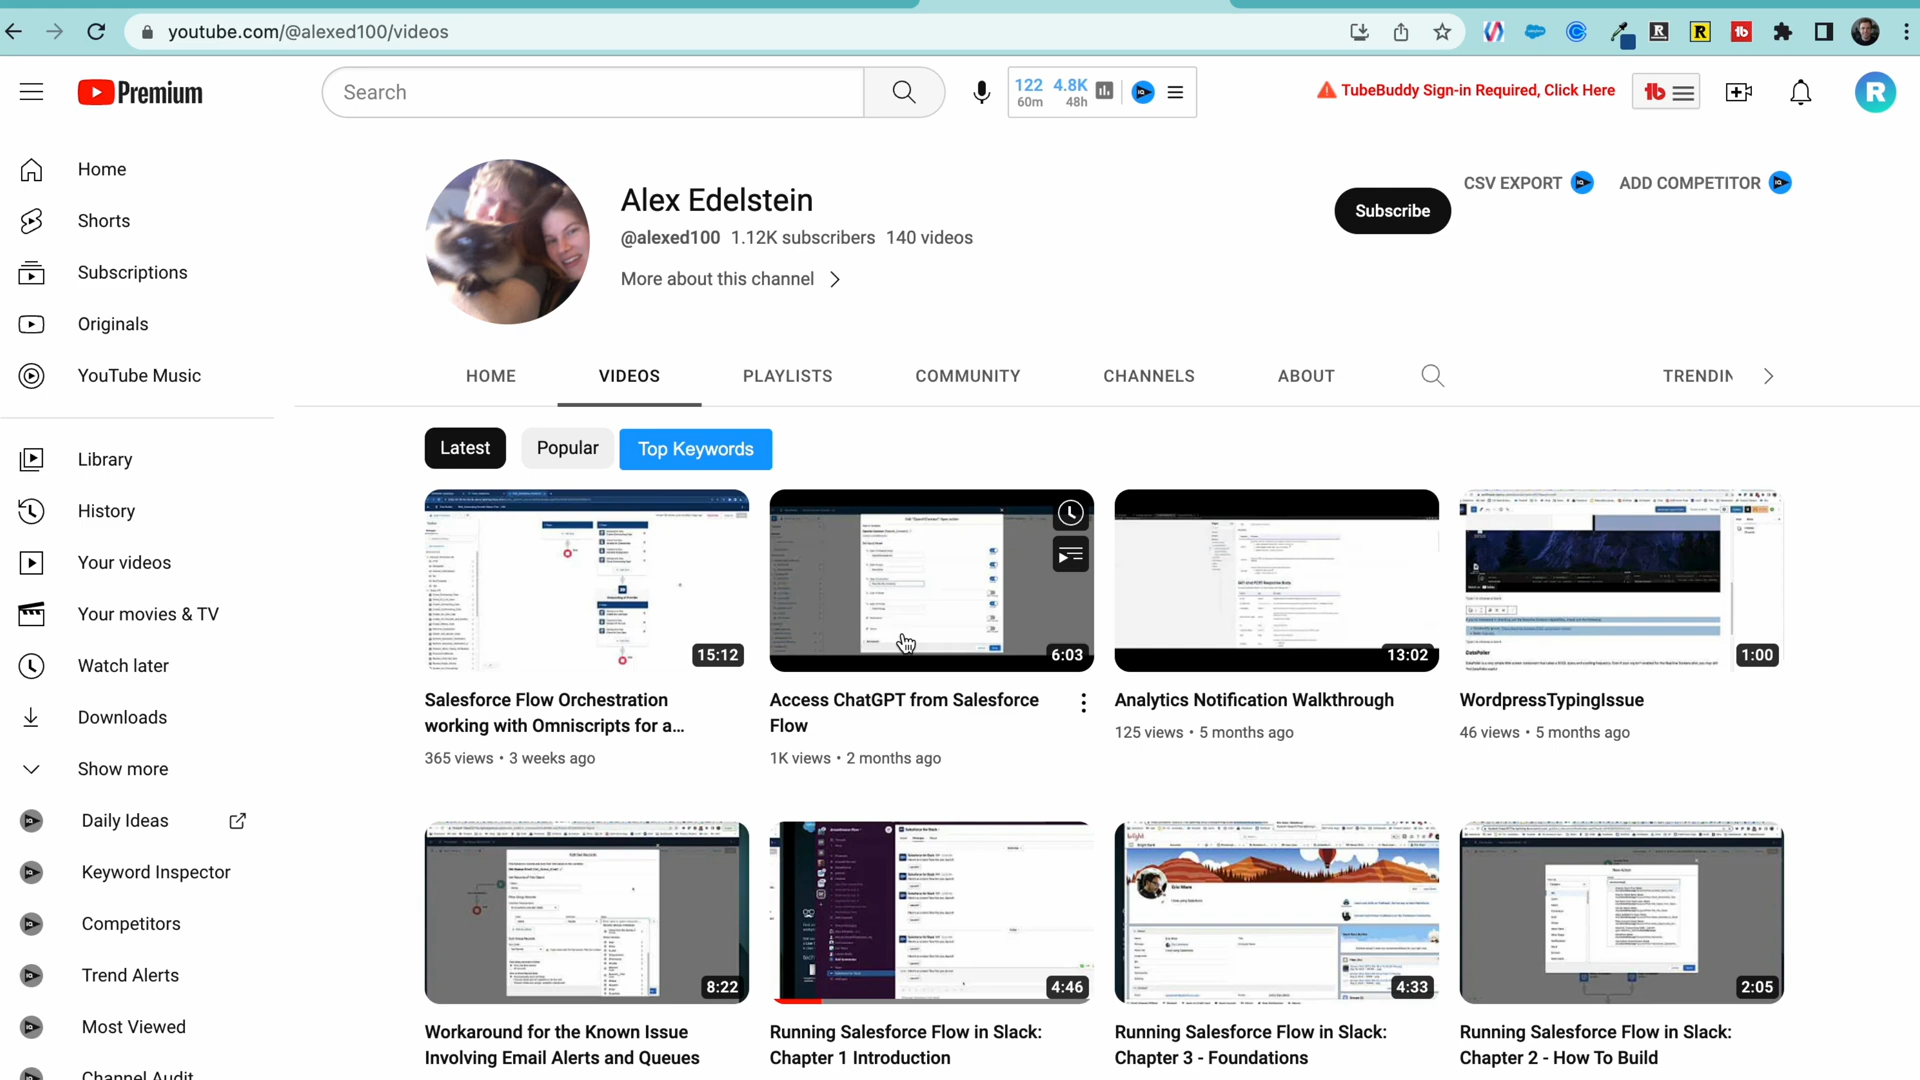 youtube.com/@alexed100/videos
Premium
Search
122 4.8K
60m 48h
TubeBuddy Sign-in Required, Click Here
R
Home
Shorts
Subscriptions
Originals
YouTube Music
Library
History
Your videos
Your movies & TV
Watch later
Downloads
Show more
Daily Ideas
Keyword Inspector
Competitors
Trend Alerts
Most Viewed
Channel Audit
Alex Edelstein
@alexed100 1.12K subscribers 140 videos
More about this channel
Subscribe
CSV EXPORT
ADD COMPETITOR
HOME VIDEOS PLAYLISTS COMMUNITY CHANNELS ABOUT TRENDIN
Latest Popular Top Keywords
15:12
Salesforce Flow Orchestration
working with Omniscripts for a...
365 views • 3 weeks ago
6:03
Access ChatGPT from Salesforce
Flow
1K views • 2 months ago
13:02
Analytics Notification Walkthrough
125 views • 5 months ago
1:00
WordpressTypingIssue
46 views • 5 months ago
8:22
Workaround for the Known Issue
Involving Email Alerts and Queues
4:46
Running Salesforce Flow in Slack:
Chapter 1 Introduction
4:33
Running Salesforce Flow in Slack:
Chapter 3 - Foundations
2:05
Running Salesforce Flow in Slack:
Chapter 2 - How To Build